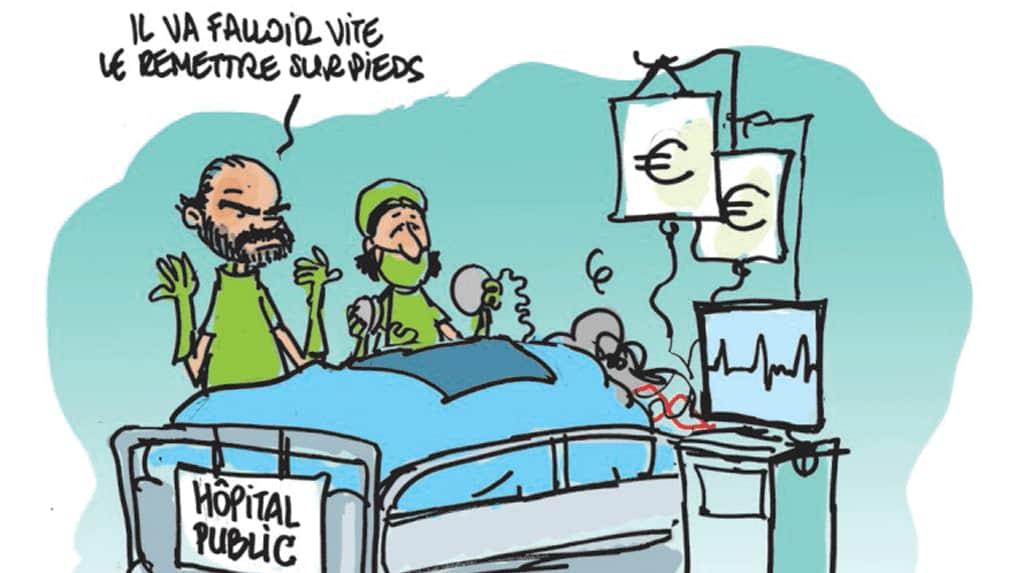 IL VA FALLOIR VITE
LE REMETTRE SUR PIEDS
€
€
HÔPITAL
PUBLIC